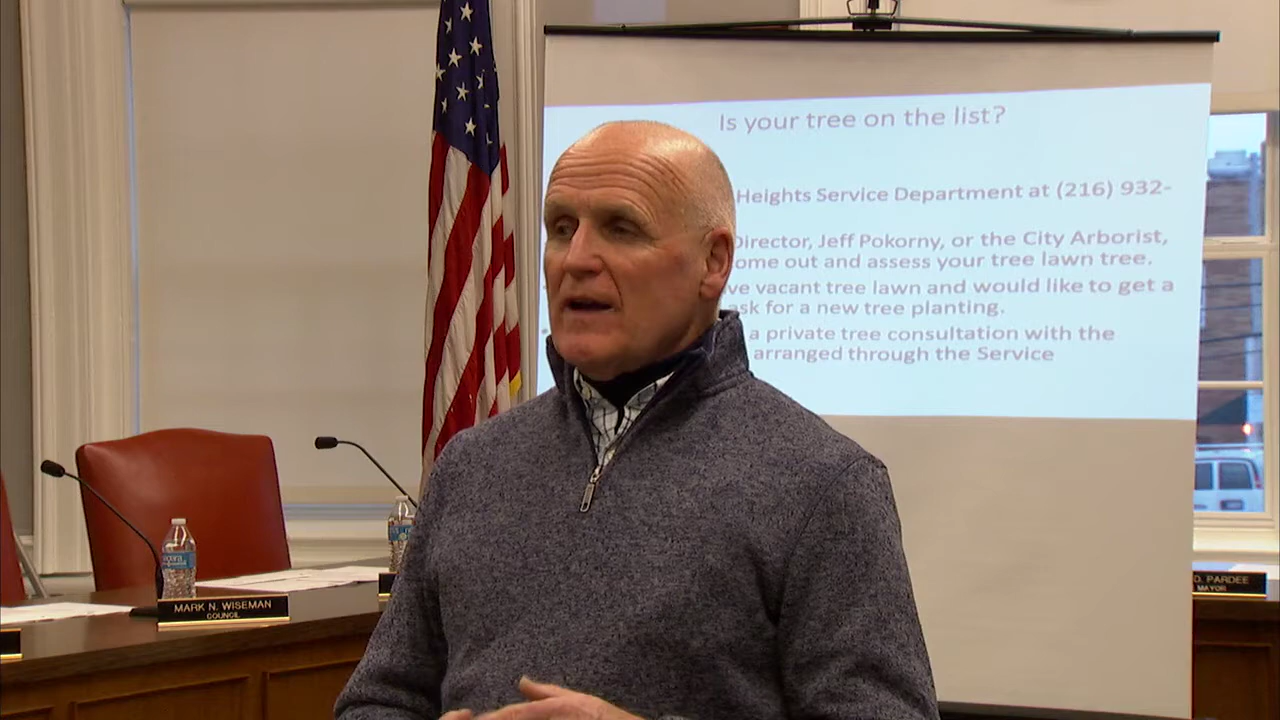 Is your tree on the list?
Heights Service Department at (216) 932-
Director, Jeff Pokorny, or the City Arborist,
ome out and assess your tree lawn tree.
ve vacant tree lawn and would like to get a
ask for a new tree planting.
a private tree consultation with the
arranged through the Service
MARK N. WISEMAN
COUNCIL
D. PARDEE
MAYOR